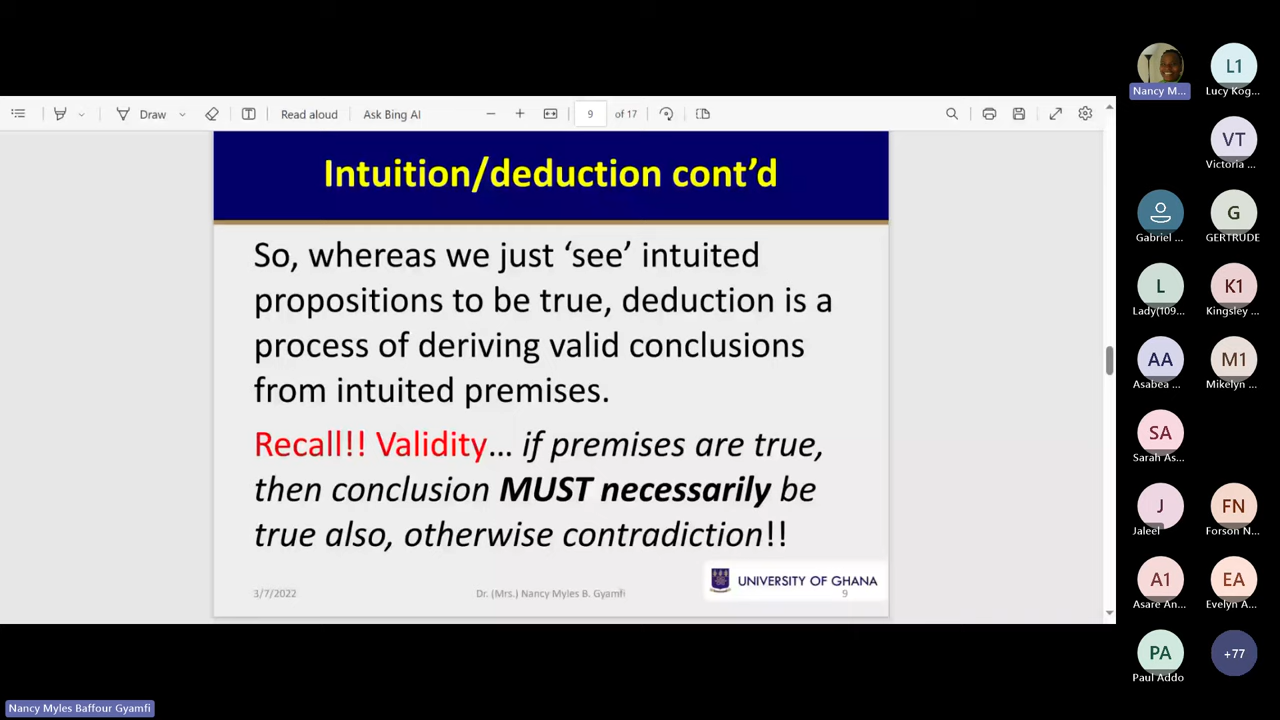 Draw
Read aloud
Ask Bing AI
9
of 17
Intuition/deduction cont’d
So, whereas we just ‘see’ intuited
propositions to be true, deduction is a
process of deriving valid conclusions
from intuited premises.
Recall!! Validity… if premises are true,
then conclusion MUST necessarily be
true also, otherwise contradiction!!
UNIVERSITY OF GHANA
3/7/2022
Dr. (Mrs.) Nancy Myles B. Gyamfi
9
Nancy M...
L1
Lucy Kog...
VT
Victoria ...
Gabriel ...
G
GERTRUDE
L
Lady(109...
K1
Kingsley ...
AA
Asabea ...
M1
Mikelyn ...
SA
Sarah As...
J
Jaleel
FN
Forson N...
A1
Asare An...
EA
Evelyn A...
PA
Paul Addo
+77
Nancy Myles Baffour Gyamfi